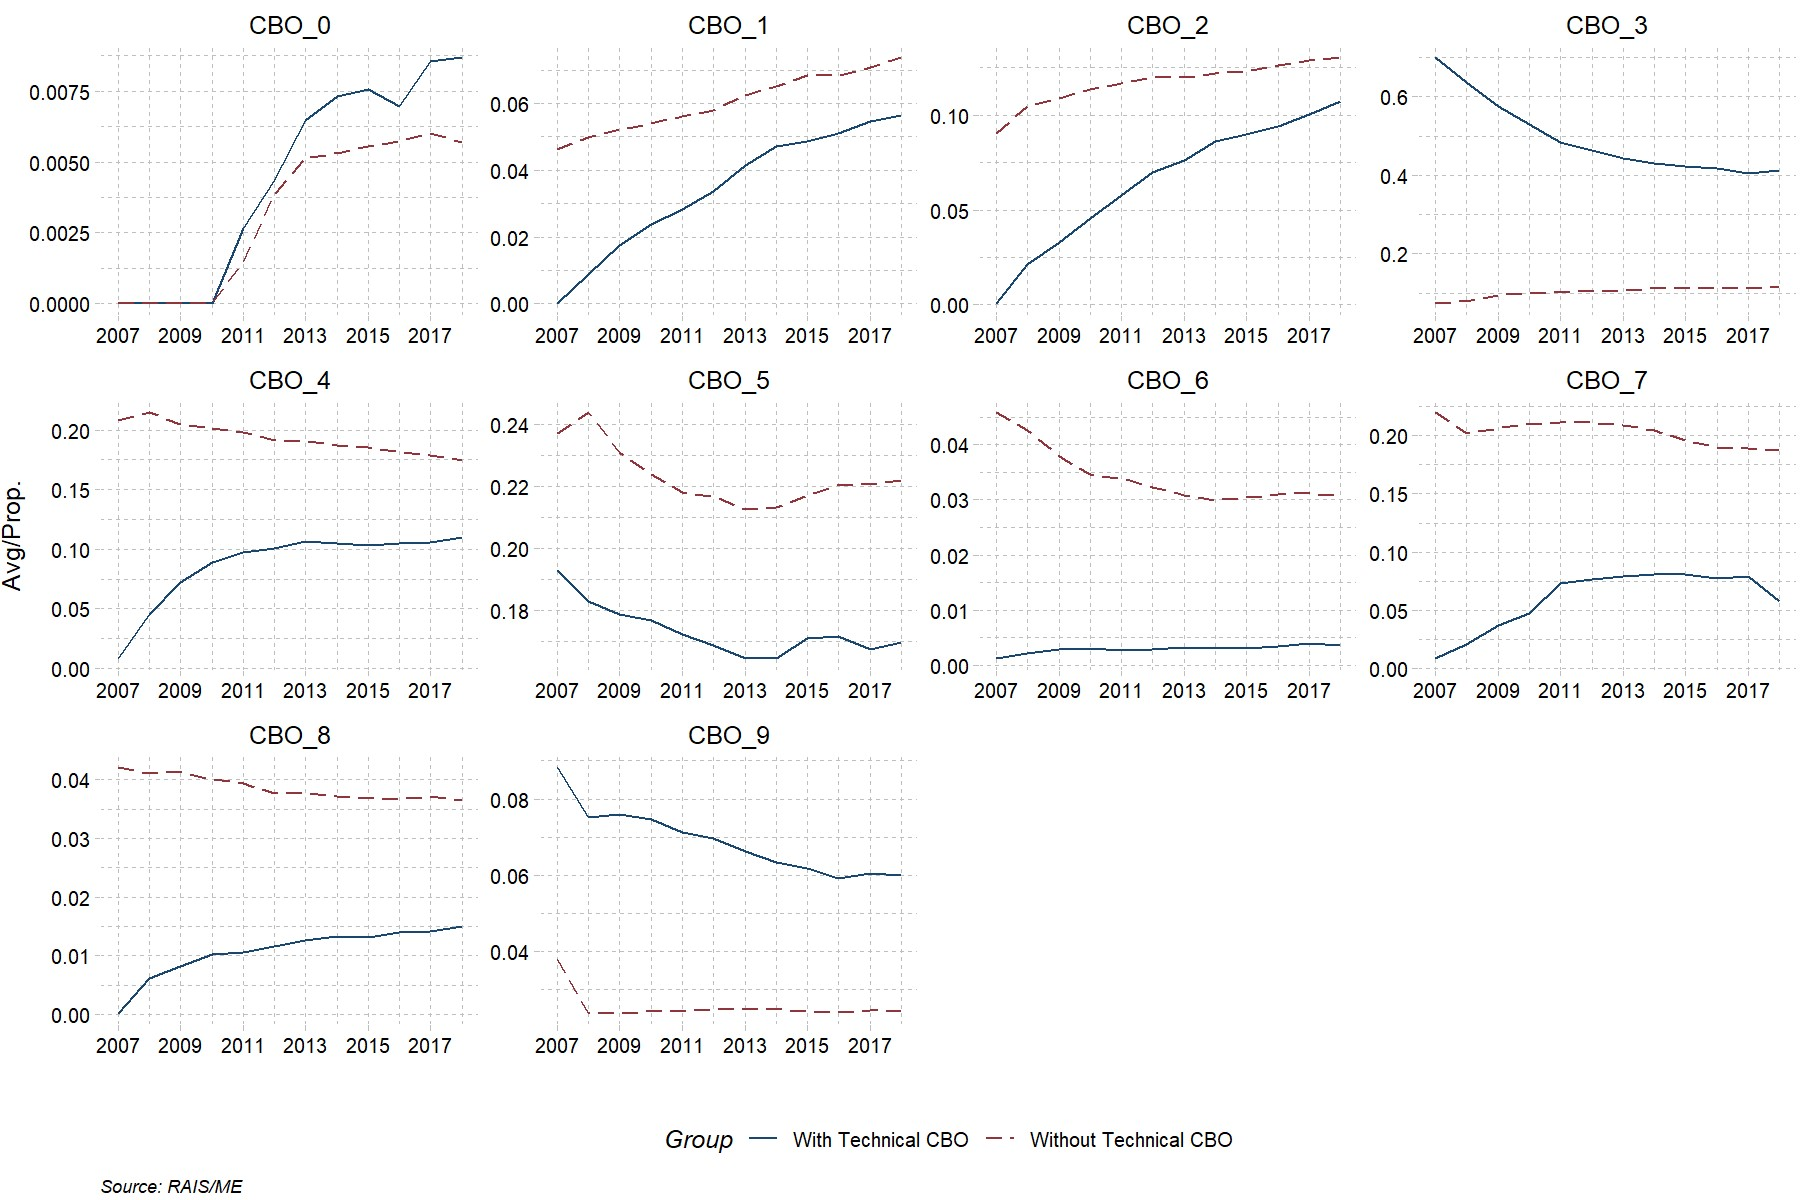 CBO_0 CBO_1 CBO_2 CBO_3
0.0075
0.0050
0.0025
0.0000
2007 2009 2011 2013 2015 2017
0.06
0.04
0.02
0.00
2007 2009 2011 2013 2015 2017
0.10
0.05
0.00
2007 2009 2011 2013 2015 2017
0.6
0.4
0.2
2007 2009 2011 2013 2015 2017
CBO_4 CBO_5 CBO_6 CBO_7
Avg/Prop.
0.20
0.15
0.10
0.05
0.00
2007 2009 2011 2013 2015 2017
0.24
0.22
0.20
0.18
2007 2009 2011 2013 2015 2017
0.04
0.03
0.02
0.01
0.00
2007 2009 2011 2013 2015 2017
0.20
0.15
0.10
0.05
0.00
2007 2009 2011 2013 2015 2017
CBO_8 CBO_9
0.04
0.03
0.02
0.01
0.00
2007 2009 2011 2013 2015 2017
0.08
0.06
0.04
2007 2009 2011 2013 2015 2017
Group With Technical CBO Without Technical CBO
Source: RAIS/ME